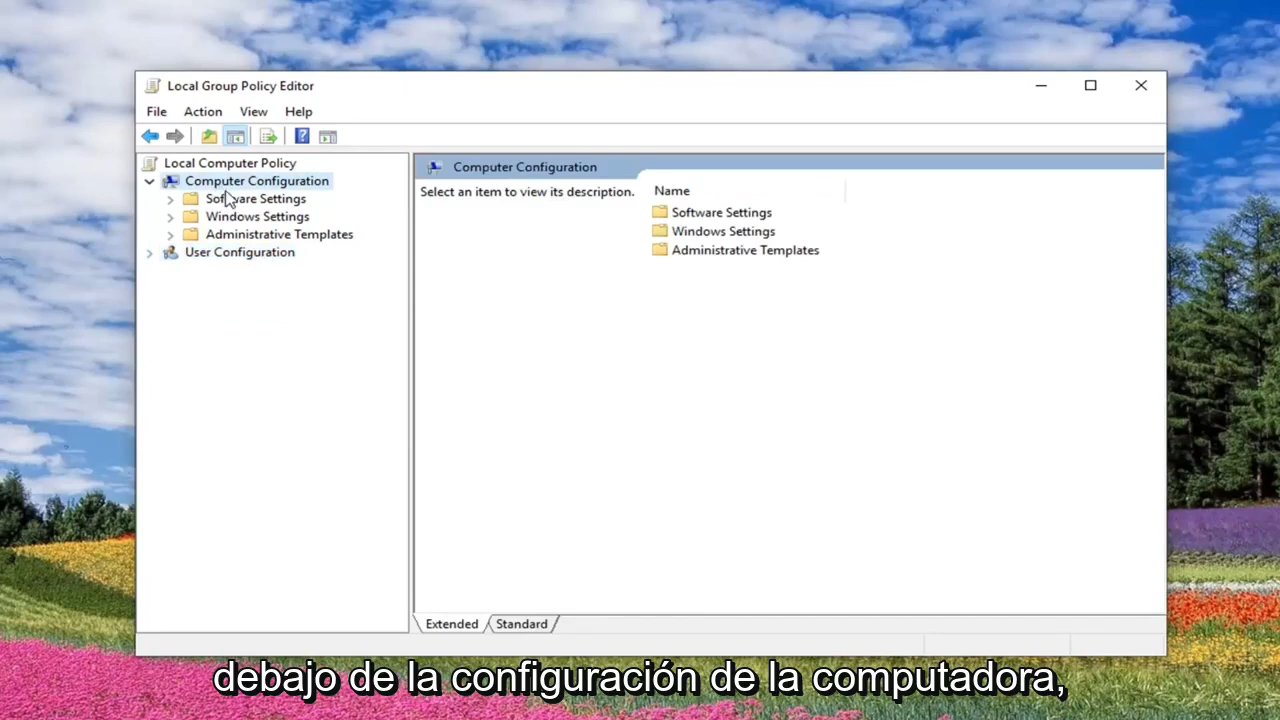 Local Group Policy Editor
File Action View Help
Local Computer Policy
Computer Configuration
Software Settings
Windows Settings
Administrative Templates
User Configuration
Computer Configuration
Select an item to view its description.
Name
Software Settings
Windows Settings
Administrative Templates
Extended Standard
debajo de la configuración de la computadora,